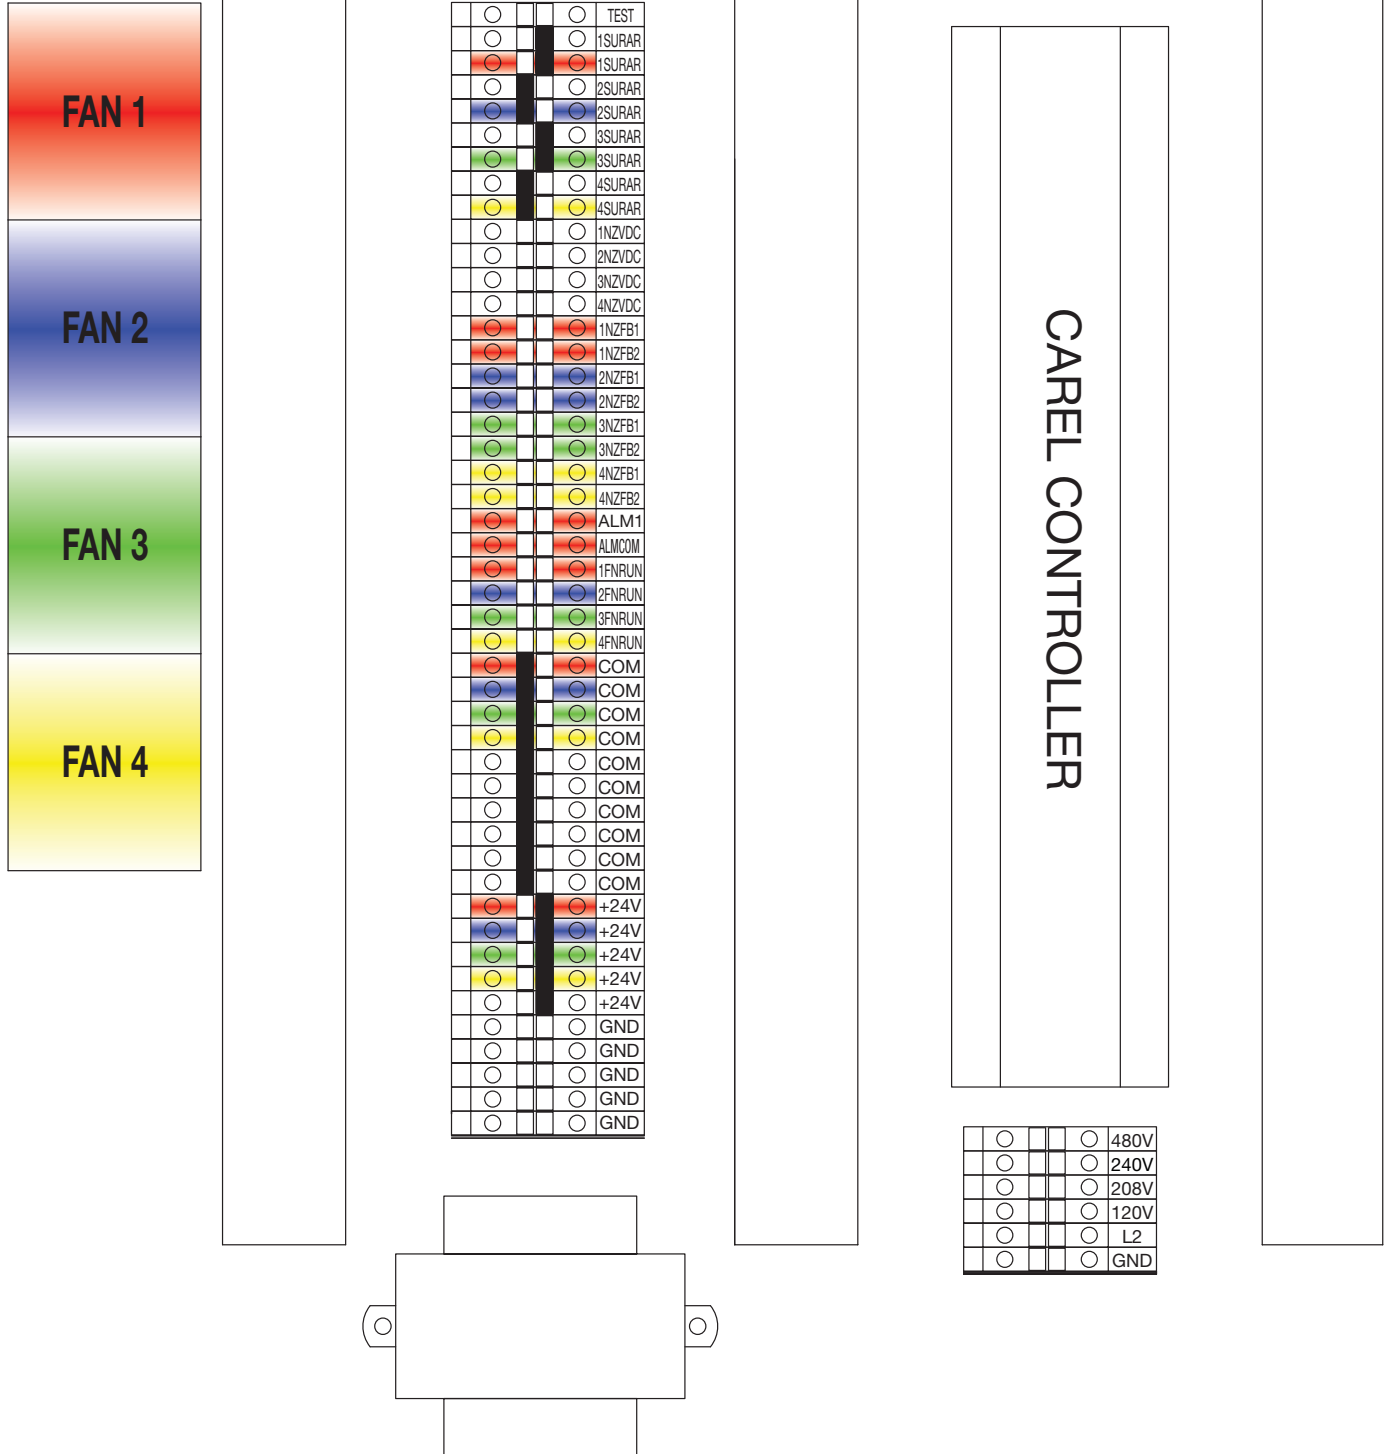 FAN 1
FAN 2
FAN 3
FAN 4
TEST
1SURAR
1SURAR
2SURAR
2SURAR
3SURAR
3SURAR
4SURAR
4SURAR
1NZVDC
2NZVDC
3NZVDC
4NZVDC
1NZFB1
1NZFB2
2NZFB1
2NZFB2
3NZFB1
3NZFB2
4NZFB1
4NZFB2
ALM1
ALMCOM
1FNRUN
2FNRUN
3FNRUN
4FNRUN
COM
COM
COM
COM
COM
COM
COM
COM
COM
COM
+24V
+24V
+24V
+24V
+24V
GND
GND
GND
GND
GND
CAREL CONTROLLER
480V
240V
208V
120V
L2
GND